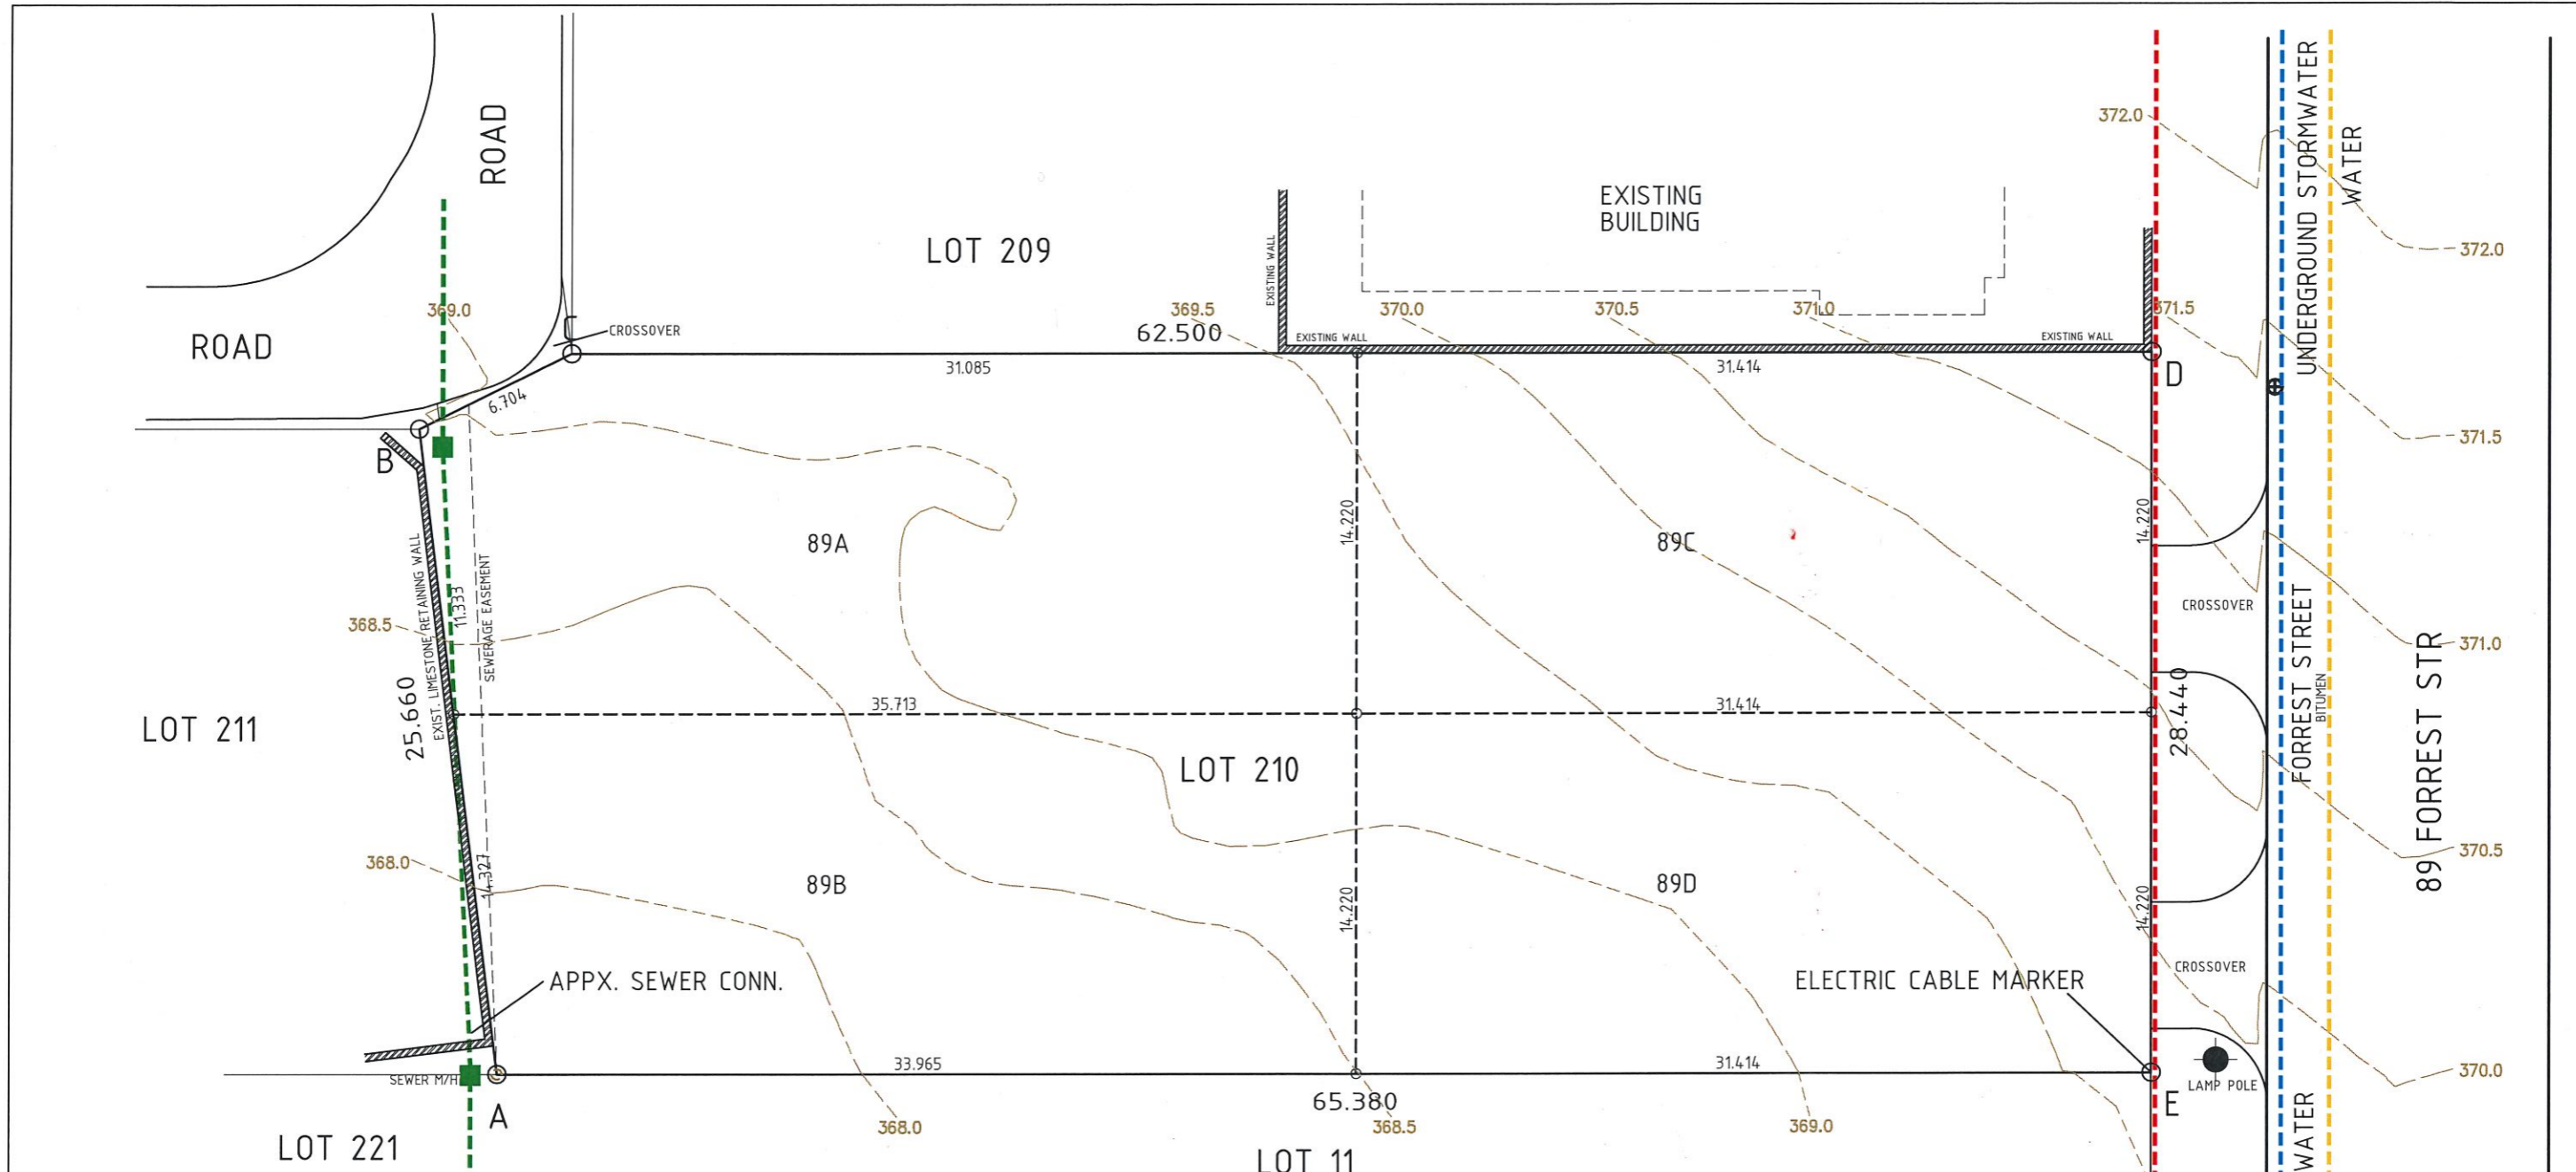 ROAD
UNDERGROUND STORMWATER
WATER
372.0
EXISTING
BUILDING
LOT 209
EXISTING WALL
372.0
369.0
CROSSOVER
C
ROAD
369.5
62.500
370.0
370.5
371.0
371.5
EXISTING WALL
EXISTING WALL
31.085
31.414
D
6.704
B
371.5
14.220
14.220
89A
89C
EXIST. LIMESTONE RETAINING WALL
11.333
SEWERAGE EASEMENT
CROSSOVER
368.5
371.0
25.660
35.713
31.414
28.440
FORREST STREET
BITUMEN
89 FORREST STR
LOT 211
LOT 210
368.0
370.5
14.327
89B
89D
14.220
14.220
APPX. SEWER CONN.
ELECTRIC CABLE MARKER
CROSSOVER
SEWER M/H
33.965
31.414
370.0
LAMP POLE
A
65.380
E
368.0
368.5
369.0
WATER
LOT 221
LOT 11